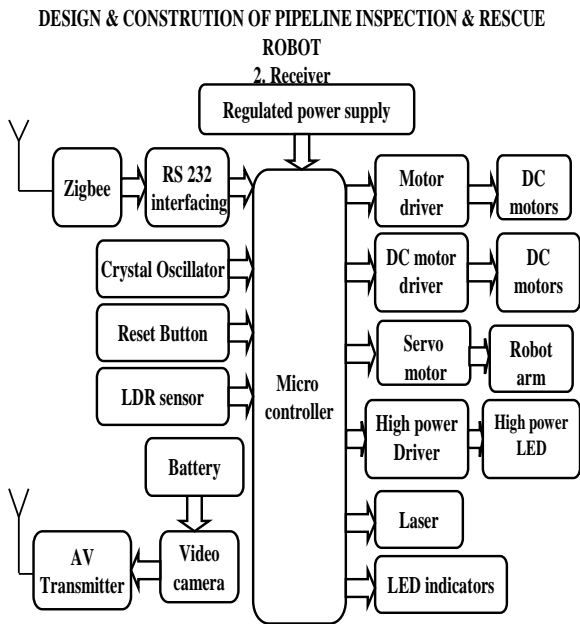 DESIGN & CONSTRUTION OF PIPELINE INSPECTION & RESCUE
ROBOT
2. Receiver
Regulated power supply
Zigbee
RS 232
interfacing
Crystal Oscillator
Reset Button
LDR sensor
Battery
AV
Transmitter
Video
camera
Micro
controller
Motor
driver
DC
motors
DC motor
driver
DC
motors
Servo
motor
Robot
arm
High power
Driver
High power
LED
Laser
LED indicators